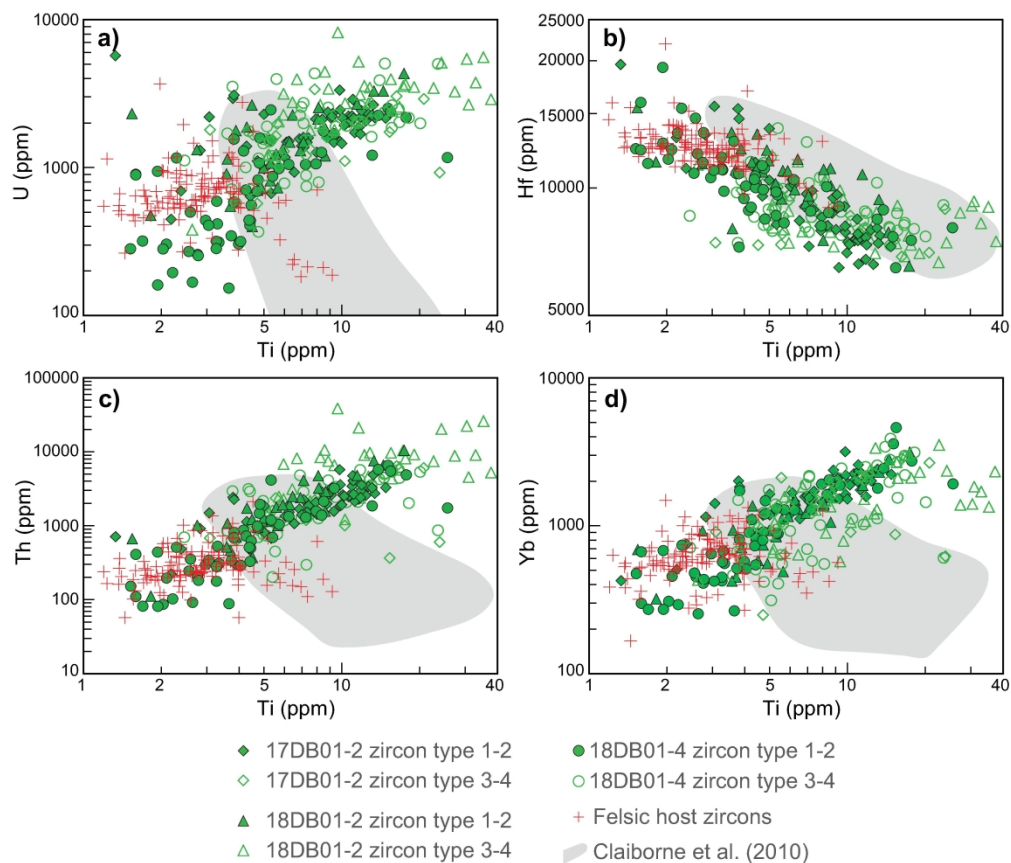 a)
10000
1000
100
U (ppm)
1 2 5 10 40
Ti (ppm)
b)
25000
20000
15000
10000
5000
Hf (ppm)
1 2 5 10 40
Ti (ppm)
c)
100000
10000
1000
100
10
Th (ppm)
1 2 5 10 40
Ti (ppm)
d)
10000
1000
100
Yb (ppm)
1 2 5 10 40
Ti (ppm)
17DB01-2 zircon type 1-2
17DB01-2 zircon type 3-4
18DB01-2 zircon type 1-2
18DB01-2 zircon type 3-4
18DB01-4 zircon type 1-2
18DB01-4 zircon type 3-4
Felsic host zircons
Claiborne et al. (2010)